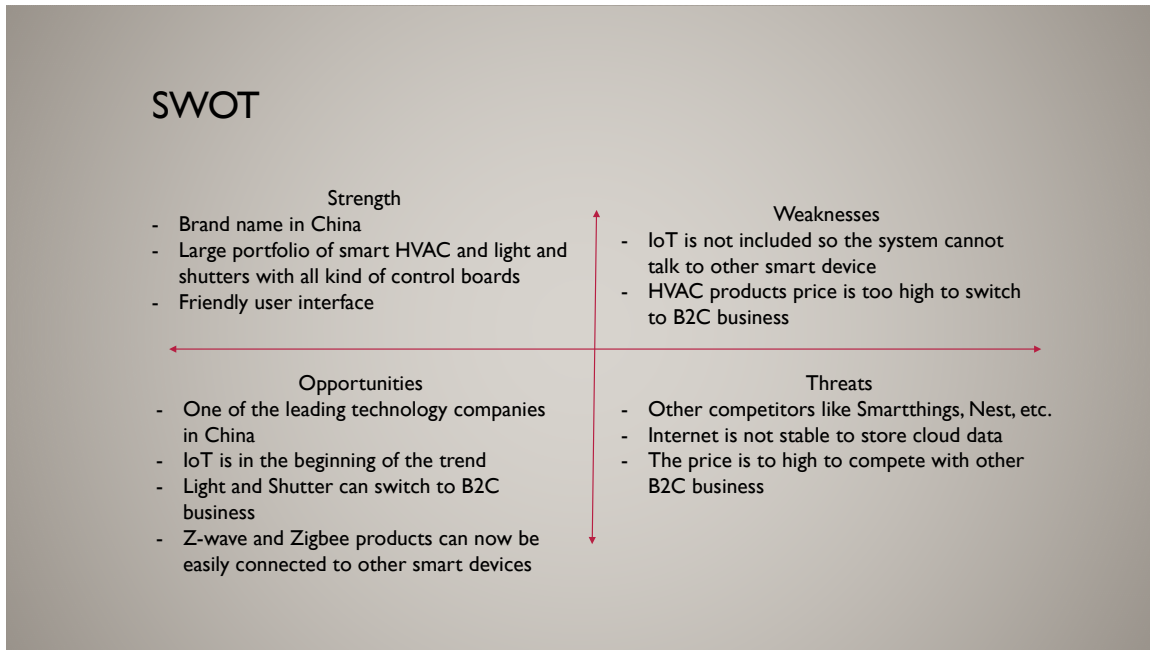 SWOT
Strength
- Brand name in China
- Large portfolio of smart HVAC and light and
shutters with all kind of control boards
- Friendly user interface
Weaknesses
- IoT is not included so the system cannot
talk to other smart device
- HVAC products price is too high to switch
to B2C business
Opportunities
- One of the leading technology companies
in China
- IoT is in the beginning of the trend
- Light and Shutter can switch to B2C
business
- Z-wave and Zigbee products can now be
easily connected to other smart devices
Threats
- Other competitors like Smartthings, Nest, etc.
- Internet is not stable to store cloud data
- The price is to high to compete with other
B2C business